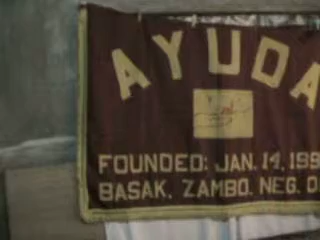 AYUDA
FOUNDED: JAN. 14, 199
BASAK, ZAMBO. NEG. O